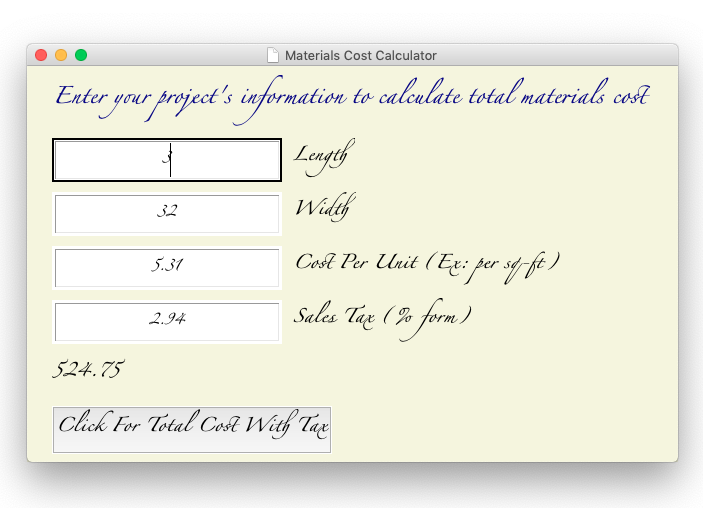 Materials Cost Calculator
Enter your project's information to calculate total materials cost
3
Length
32
Width
5.31
Cost Per Unit (Ex: per sq-ft)
2.94
Sales Tax (% form)
524.75
Click For Total Cost With Tax